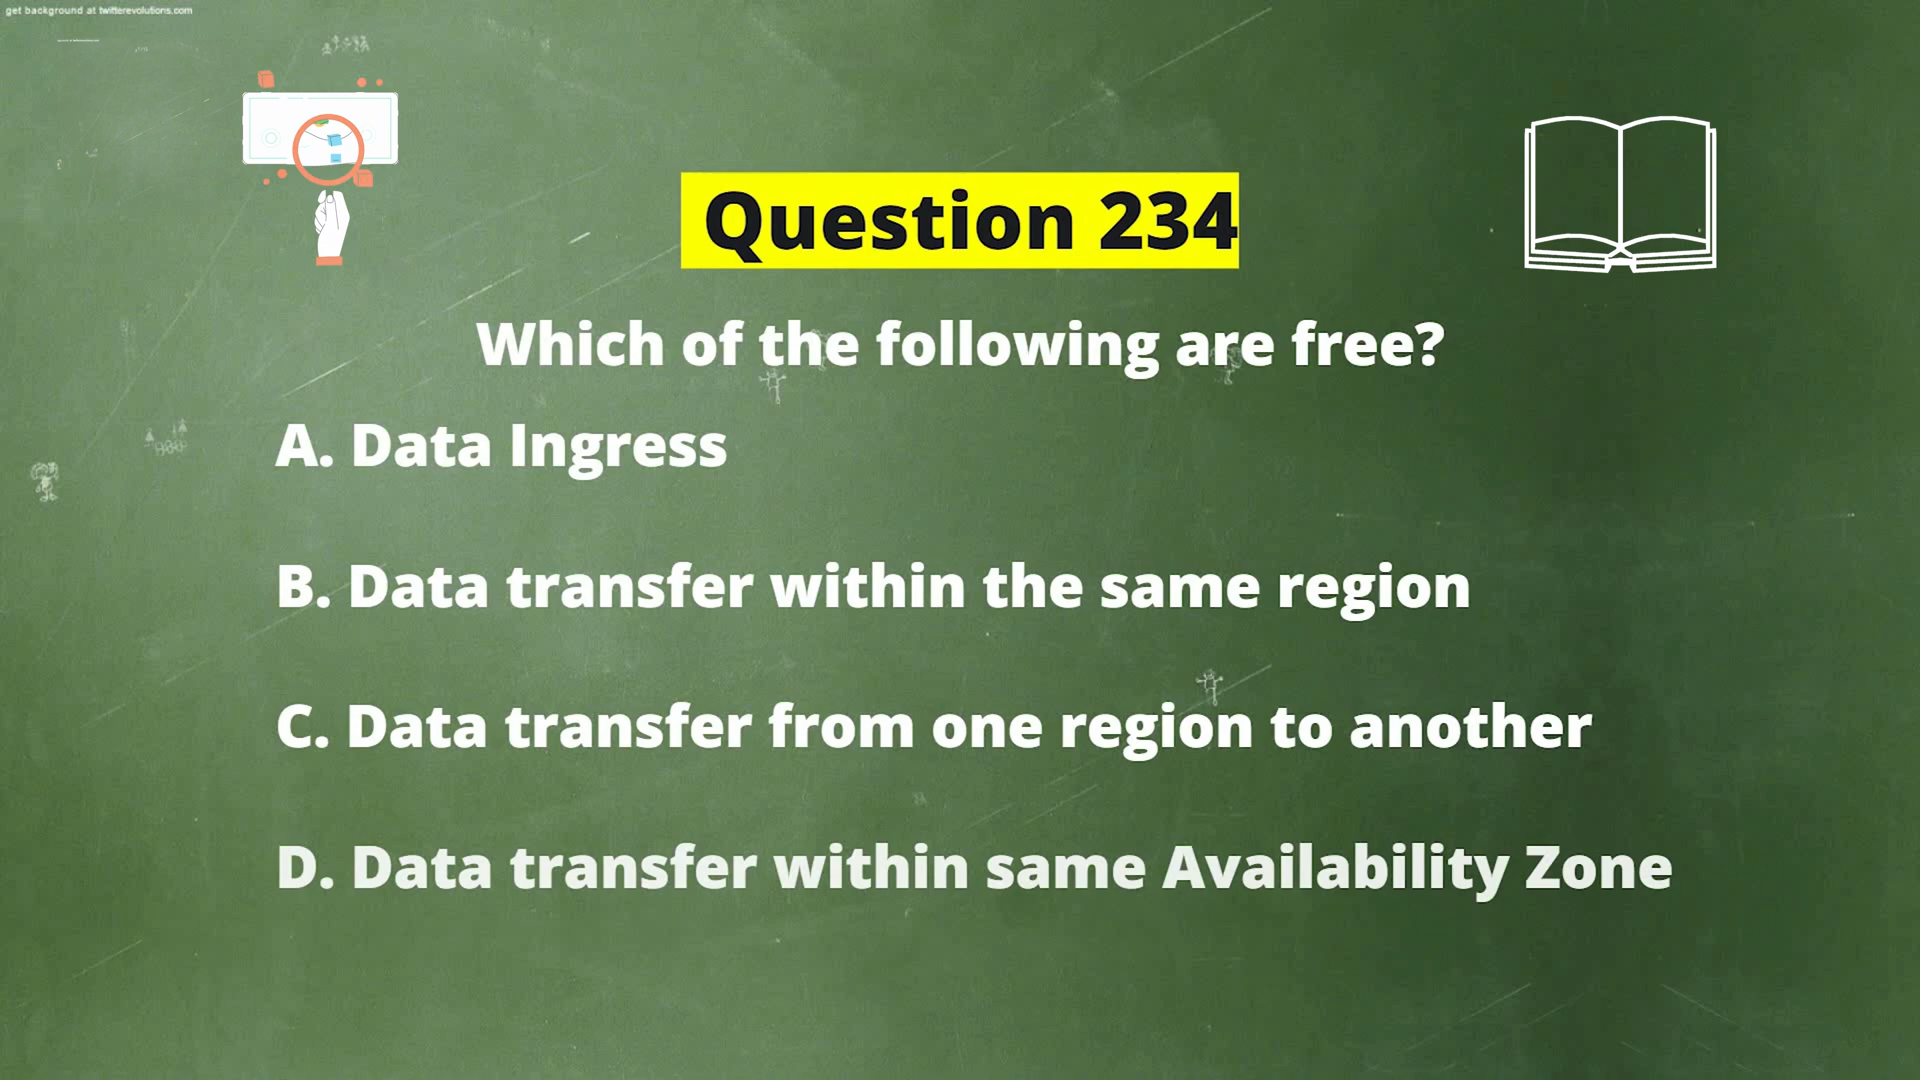 get background at twitterevolutions.com
Question 234
Which of the following are free?
A. Data Ingress
B. Data transfer within the same region
C. Data transfer from one region to another
D. Data transfer within same Availability Zone